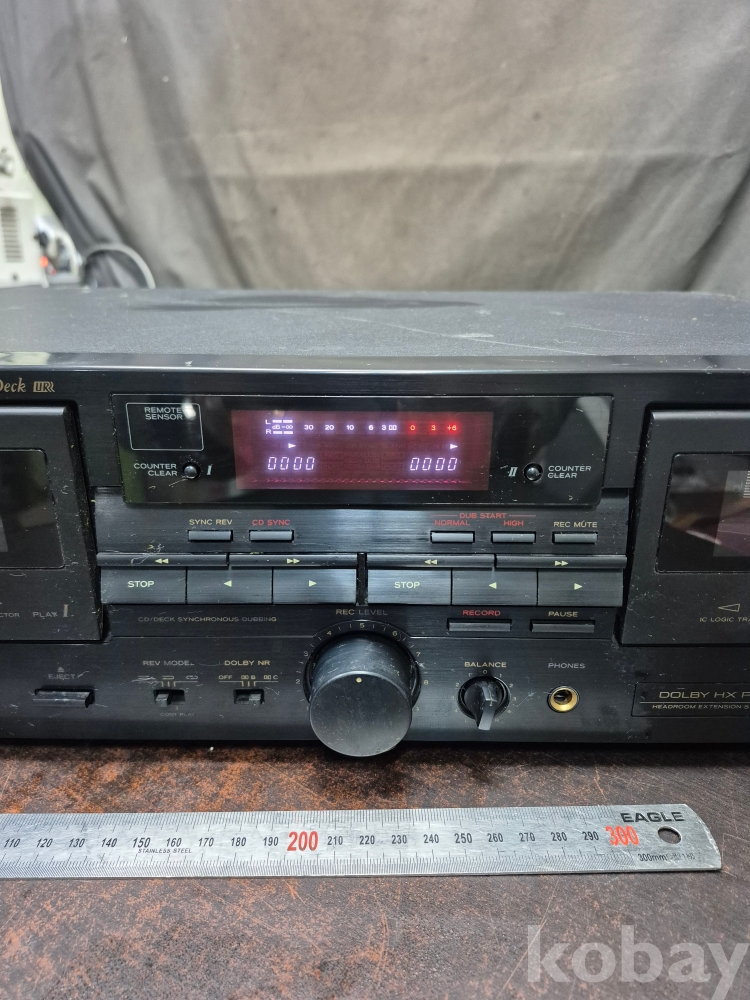 Deck
REMOTE SENSOR
L
R dB -∞ 30 20 10 6 3 0 3 +6
0000 0000
COUNTER CLEAR I
II COUNTER CLEAR
DUB START
SYNC REV CD SYNC NORMAL HIGH REC MUTE
STOP STOP
REC LEVEL
PLAY I CD/DECK SYNCHRONOUS DUBBING RECORD PAUSE
IC LOGIC
EJECT REV MODE DOLBY NR BALANCE PHONES
OFF B C
DOLBY HX
HEADROOM EXTENSION
EAGLE
110 120 130 140 150 160 170 180 190 200 210 220 230 240 250 260 270 280 290 300
STAINLESS STEEL
300mm
kobay